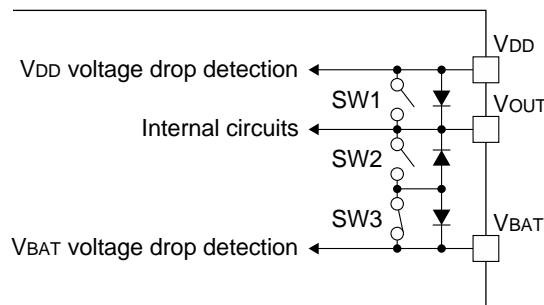 VDD
VDD voltage drop detection
SW1
VOUT
Internal circuits
SW2
SW3
VBAT
VBAT voltage drop detection